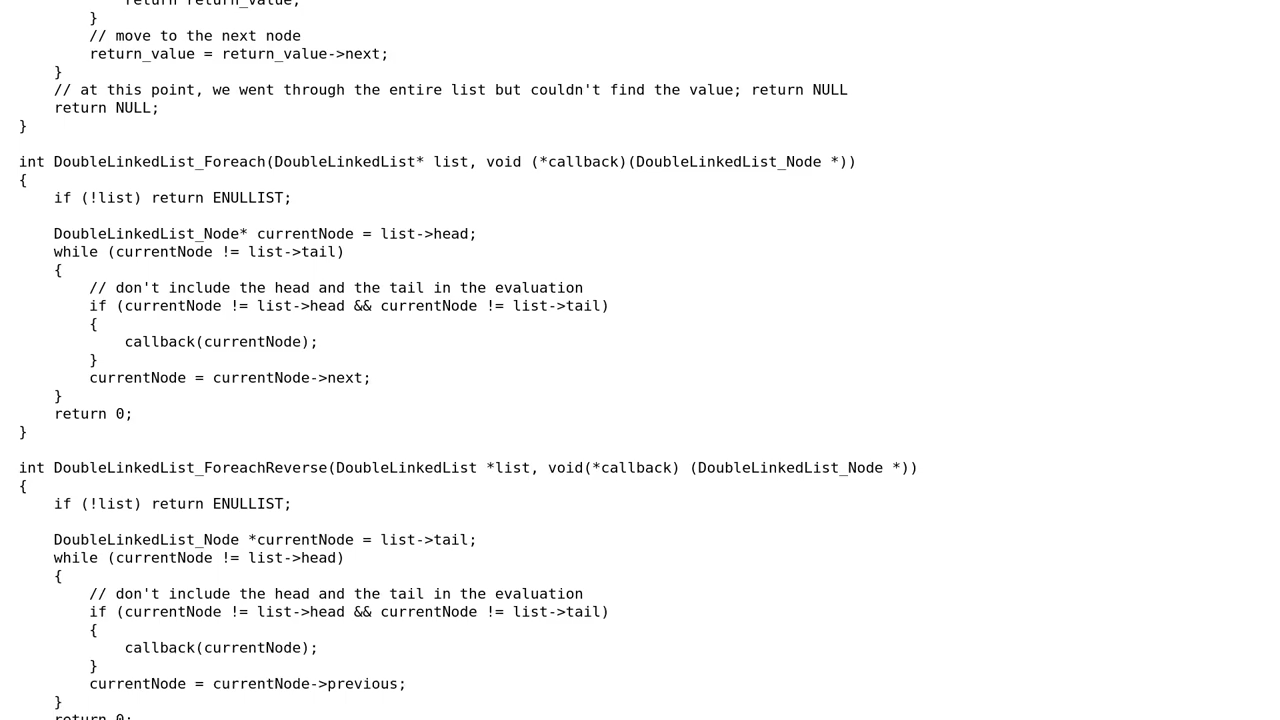 return return_value;
        }
        // move to the next node
        return_value = return_value->next;
    }
    // at this point, we went through the entire list but couldn't find the value; return NULL
    return NULL;
}

int DoubleLinkedList_Foreach(DoubleLinkedList* list, void (*callback)(DoubleLinkedList_Node *))
{
    if (!list) return ENULLIST;

    DoubleLinkedList_Node* currentNode = list->head;
    while (currentNode != list->tail)
    {
        // don't include the head and the tail in the evaluation
        if (currentNode != list->head && currentNode != list->tail)
        {
            callback(currentNode);
        }
        currentNode = currentNode->next;
    }
    return 0;
}

int DoubleLinkedList_ForeachReverse(DoubleLinkedList *list, void(*callback) (DoubleLinkedList_Node *))
{
    if (!list) return ENULLIST;

    DoubleLinkedList_Node *currentNode = list->tail;
    while (currentNode != list->head)
    {
        // don't include the head and the tail in the evaluation
        if (currentNode != list->head && currentNode != list->tail)
        {
            callback(currentNode);
        }
        currentNode = currentNode->previous;
    }
    return 0;